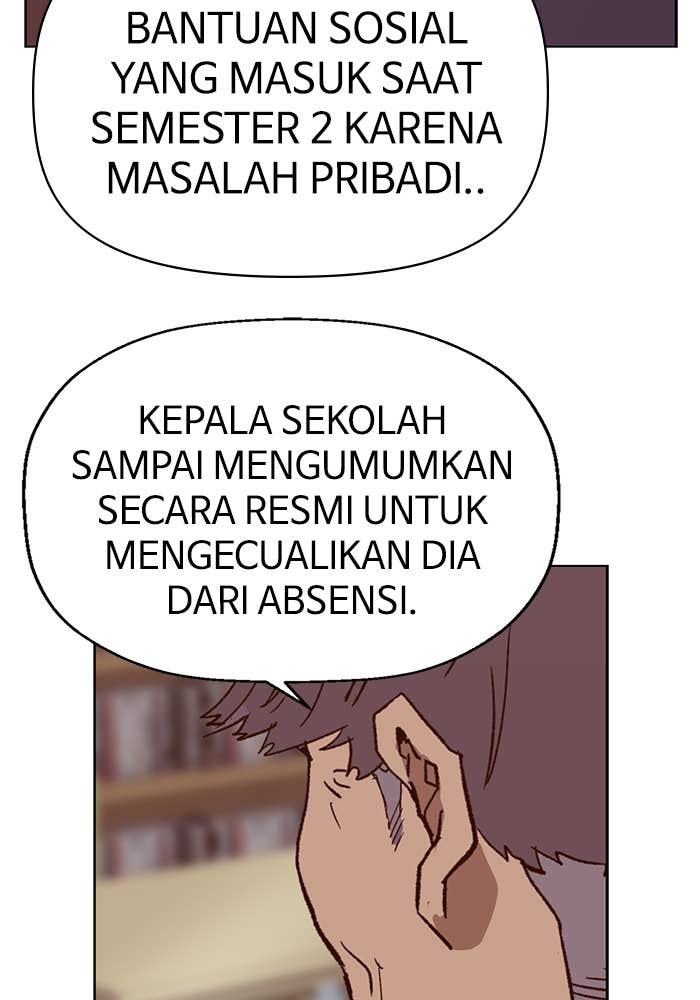 BANTUAN SOSIAL
YANG MASUK SAAT
SEMESTER 2 KARENA
MASALAH PRIBADI..
KEPALA SEKOLAH
SAMPAI MENGUMUMKAN
SECARA RESMI UNTUK
MENGECUALIKAN DIA
DARI ABSENSI.